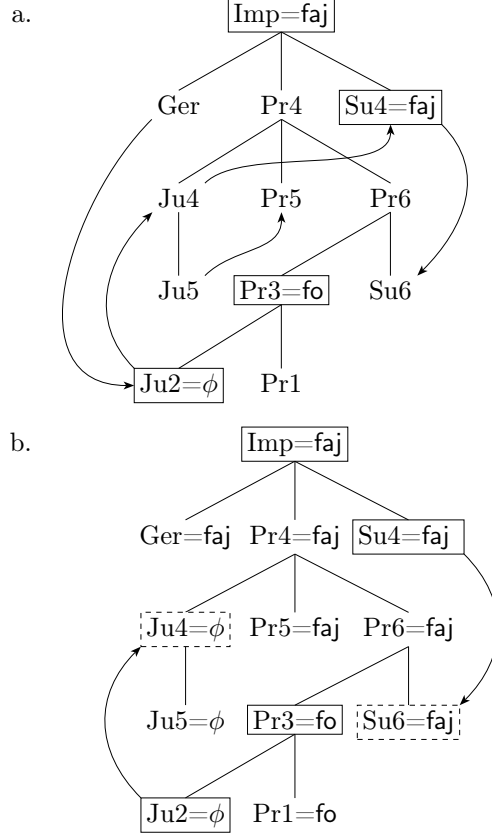 a.
Imp=faj
Ger Pr4 Su4=faj
Ju4 Pr5 Pr6
Ju5 Pr3=fo Su6
Ju2=ϕ Pr1
b.
Imp=faj
Ger=faj Pr4=faj Su4=faj
Ju4=ϕ Pr5=faj Pr6=faj
Ju5=ϕ Pr3=fo Su6=faj
Ju2=ϕ Pr1=fo